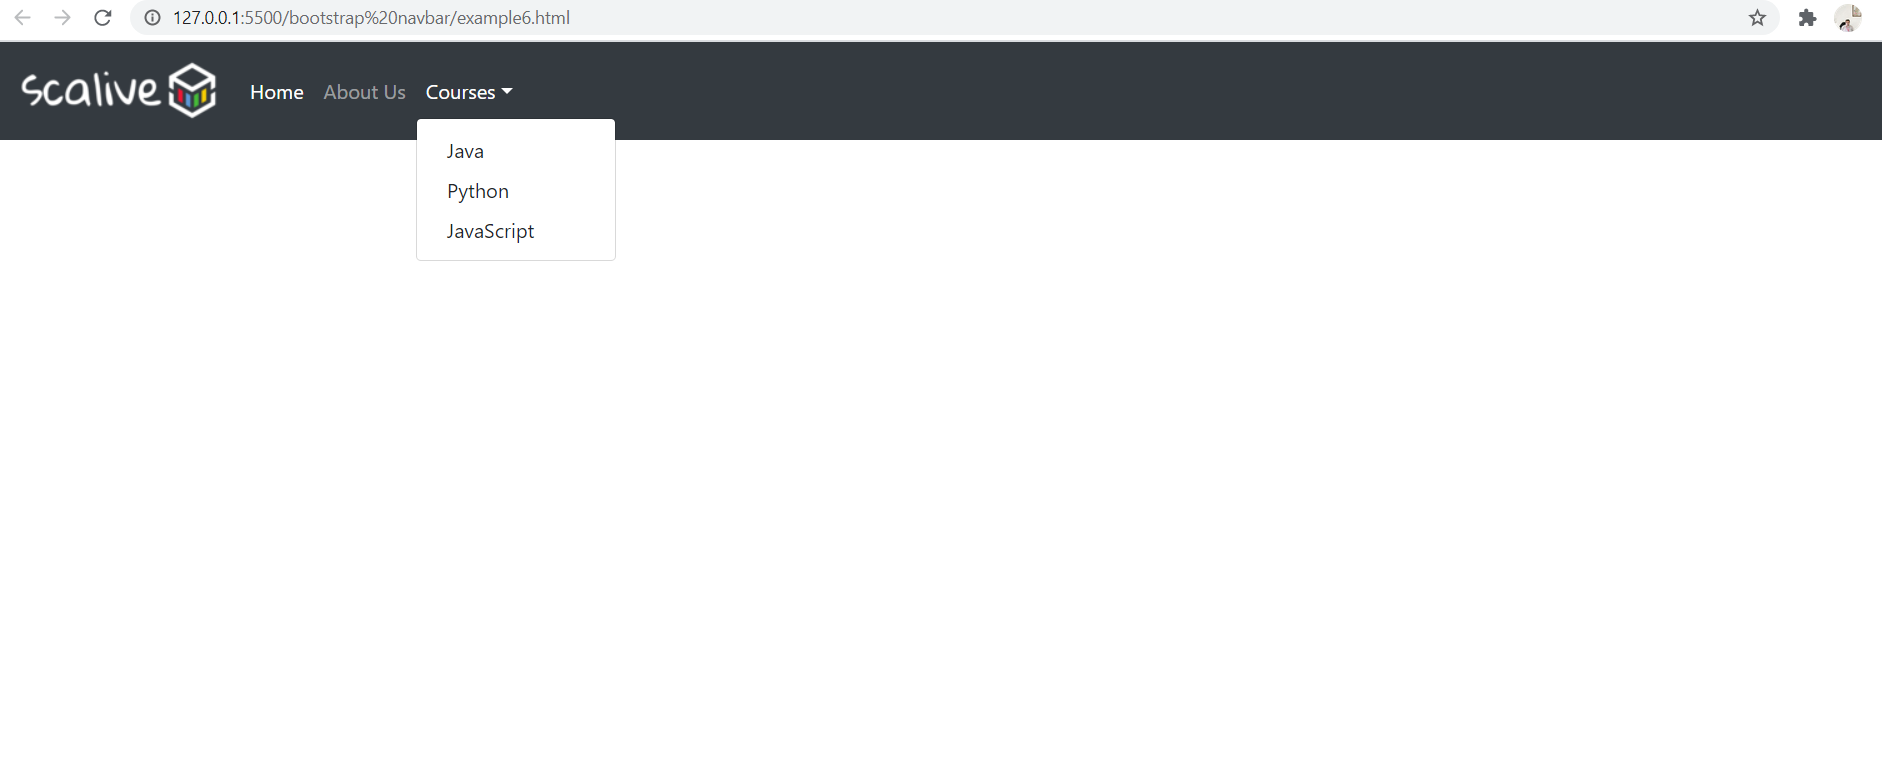 127.0.0.1:5500/bootstrap%20navbar/example6.html
scalive Home About Us Courses
Java
Python
JavaScript